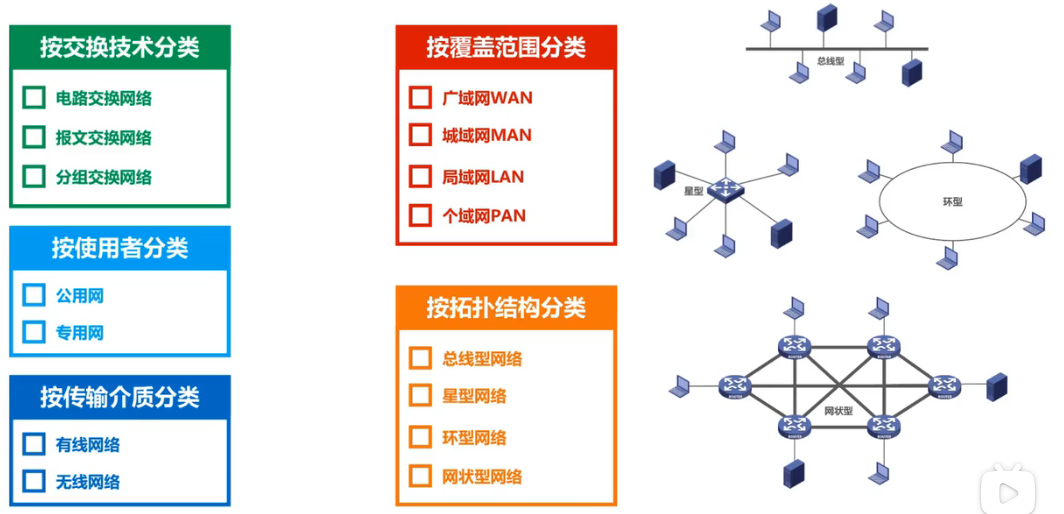 按交换技术分类
电路交换网络
报文交换网络
分组交换网络
按使用者分类
公用网
专用网
按传输介质分类
有线网络
无线网络
按覆盖范围分类
广域网WAN
城域网MAN
局域网LAN
个域网PAN
按拓扑结构分类
总线型网络
星型网络
环型网络
网状型网络
总线型
星型
环型
ROUTER
ROUTER
ROUTER
ROUTER
网状型
ROUTER
ROUTER